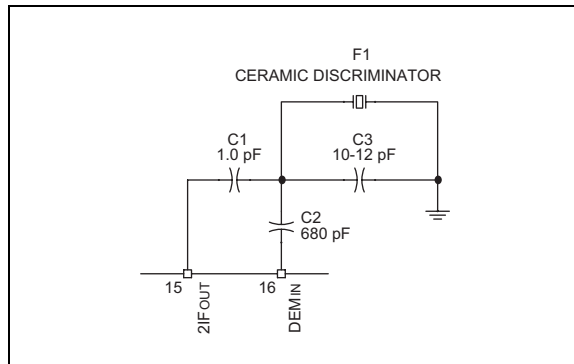 F1
CERAMIC DISCRIMINATOR
C1
1.0 pF
C3
10-12 pF
C2
680 pF
15
2IFOUT
16
DEMIN